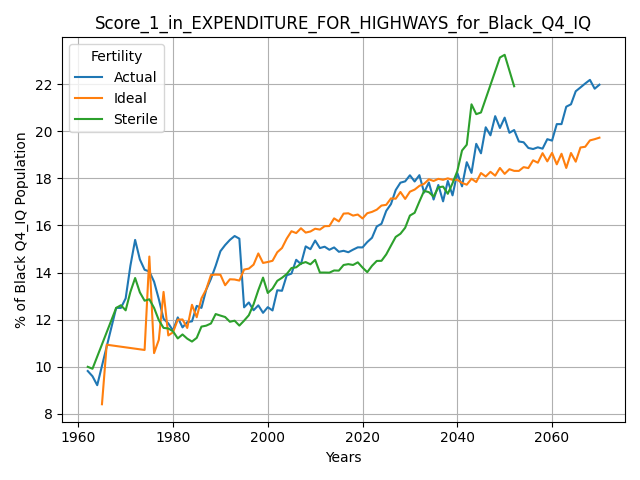 Score_1_in_EXPENDITURE_FOR_HIGHWAYS_for_Black_Q4_IQ
Fertility
Actual
Ideal
Sterile
% of Black Q4_IQ Population
22
20
18
16
14
12
10
8
1960 1980 2000 2020 2040 2060
Years